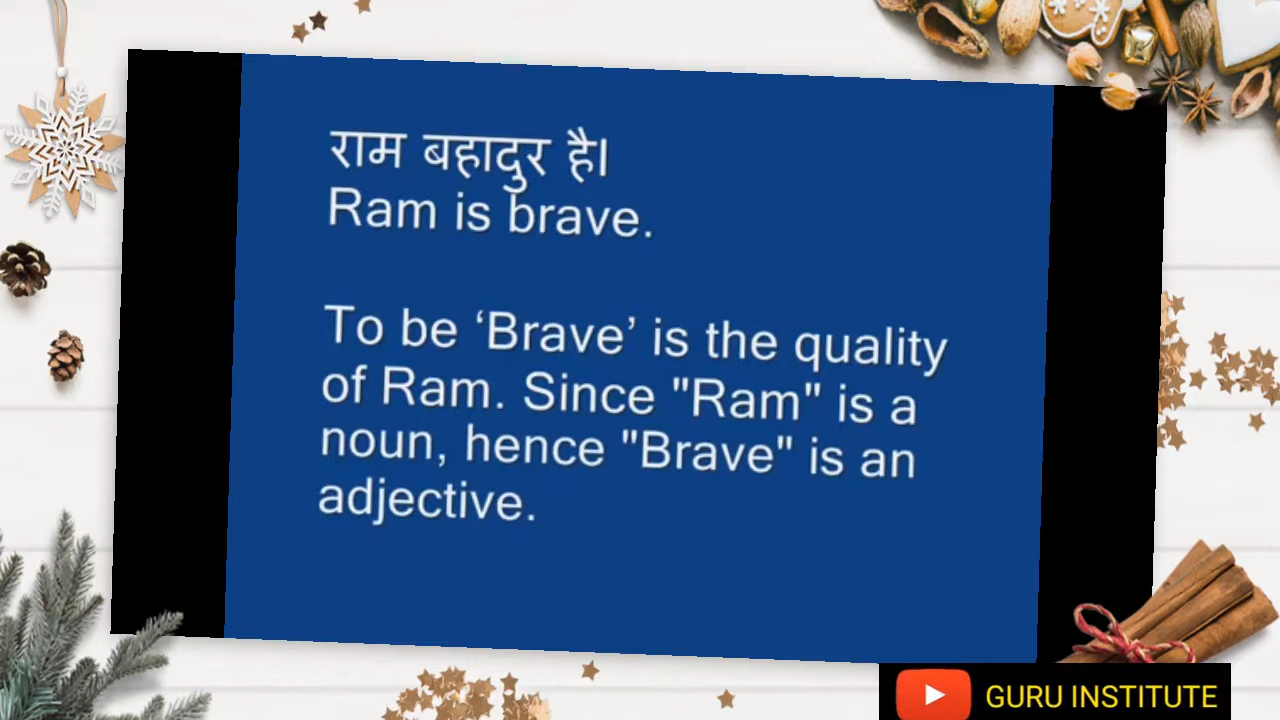 राम बहादुर है।
Ram is brave.
To be ‘Brave’ is the quality
of Ram. Since "Ram" is a
noun, hence "Brave" is an
adjective.
GURU INSTITUTE